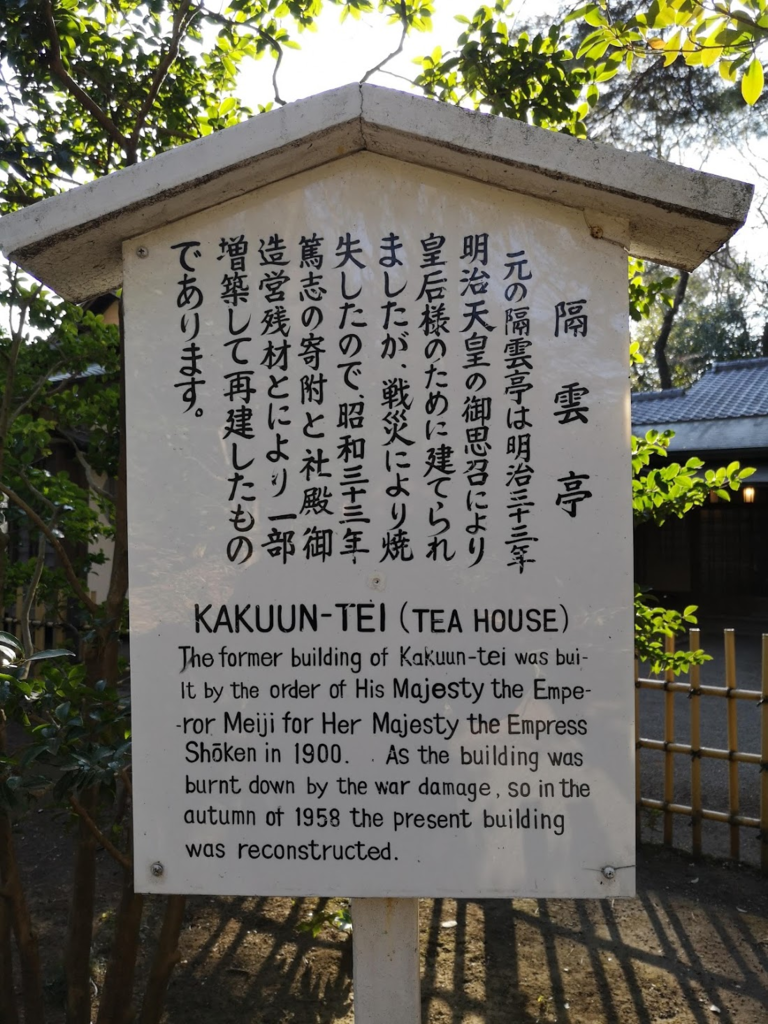 隔雲亭
元の隔雲亭は明治三十三年
明治天皇の御思召により
皇后様のために建てられ
ましたが、戦災により焼
失したので、昭和三十三年
篤志の寄附と社殿御
造営残材とにより一部
増築して再建したもの
であります。
KAKUUN-TEI (TEA HOUSE)
The former building of Kakuun-tei was bui-
lt by the order of His Majesty the Empe-
-ror Meiji for Her Majesty the Empress
Shōken in 1900. As the building was
burnt down by the war damage, so in the
autumn of 1958 the present building
was reconstructed.